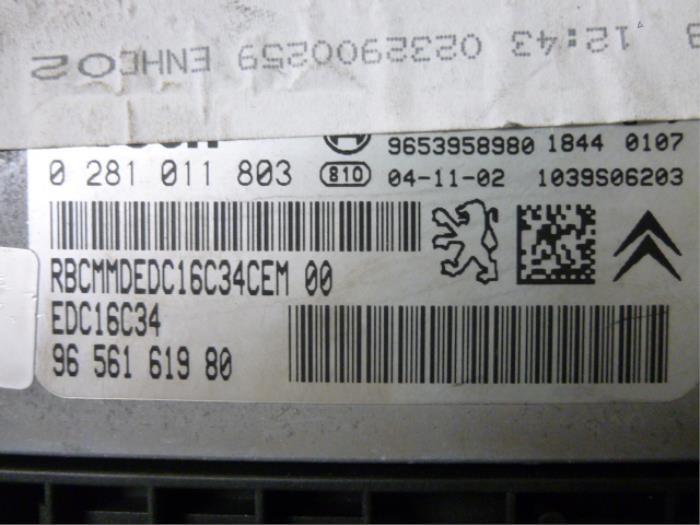 12:43 0232900259 ENHC02
9653958980 1844 0107
0 281 011 803 810 04-11-02 1039S06203
RBCMMDEDC16C34CEM 00
EDC16C34
96 561 619 80